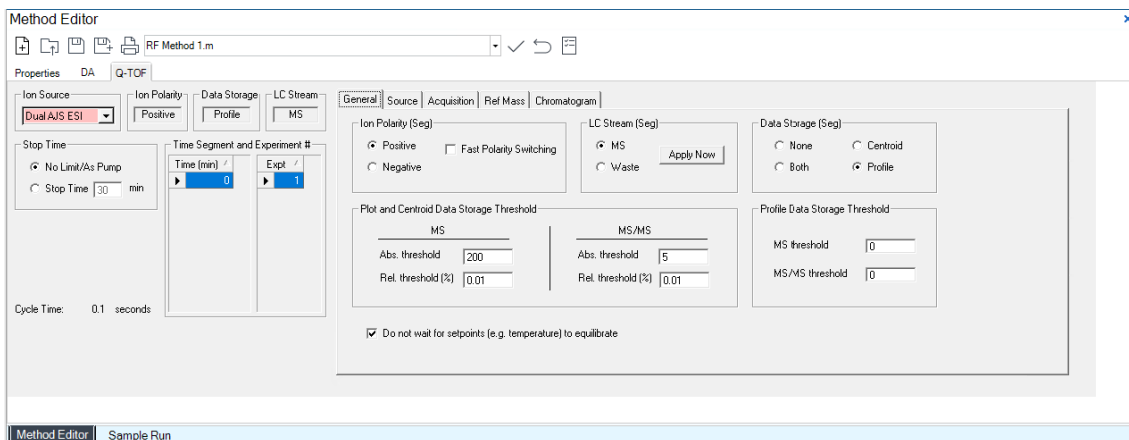 Method Editor
RF Method 1.m
Properties DA Q-TOF
Ion Source
Dual AJS ESI
Ion Polarity
Positive
Data Storage
Profile
LC Stream
MS
Stop Time
No Limit/As Pump
Stop Time 30 min
Time Segment and Experiment #
Time (min) Expt
0 1
Cycle Time: 0.1 seconds
General Source Acquisition Ref Mass Chromatogram
Ion Polarity (Seg)
Positive Fast Polarity Switching
Negative
LC Stream (Seg)
MS
Waste
Apply Now
Data Storage (Seg)
None Centroid
Both Profile
Plot and Centroid Data Storage Threshold
MS MS/MS
Abs. threshold 200 Abs. threshold 5
Rel. threshold (%) 0.01 Rel. threshold (%) 0.01
Profile Data Storage Threshold
MS threshold 0
MS/MS threshold 0
Do not wait for setpoints (e.g. temperature) to equilibrate
Method Editor Sample Run